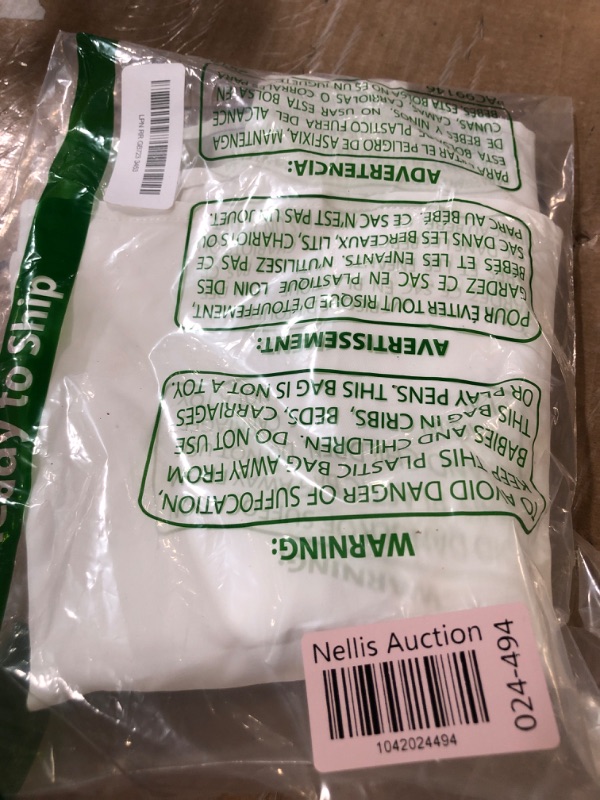 WARNING:
TO AVOID DANGER OF SUFFOCATION,
KEEP THIS PLASTIC BAG AWAY FROM
BABIES AND CHILDREN. DO NOT USE
THIS BAG IN CRIBS, BEDS, CARRIAGES
OR PLAY PENS. THIS BAG IS NOT A TOY.
AVERTISSEMENT:
POUR ÉVITER TOUT RISQUE D'ÉTOUFFEMENT,
GARDEZ CE SAC EN PLASTIQUE LOIN DES
BÉBÉS ET LES ENFANTS. N'UTILISEZ PAS CE
SAC DANS LES BERCEAUX, LITS, CHARIOTS OU
PARC AU BÉBÉ. CE SAC N'EST PAS UN JOUET.
ADVERTENCIA:
PARA EVITAR EL PELIGRO DE ASFIXIA, MANTENGA
ESTA BOLSA DE PLASTICO FUERA DEL ALCANCE
DE BEBES Y NIÑOS. NO USAR ESTA BOLSA EN
CUNAS, CAMAS, CARRIOLAS O CORRALES PARA
BEBES. ESTA BOLSA NO ES UN JUGUETE.
ady to Ship
Nellis Auction
1042024494
024-494